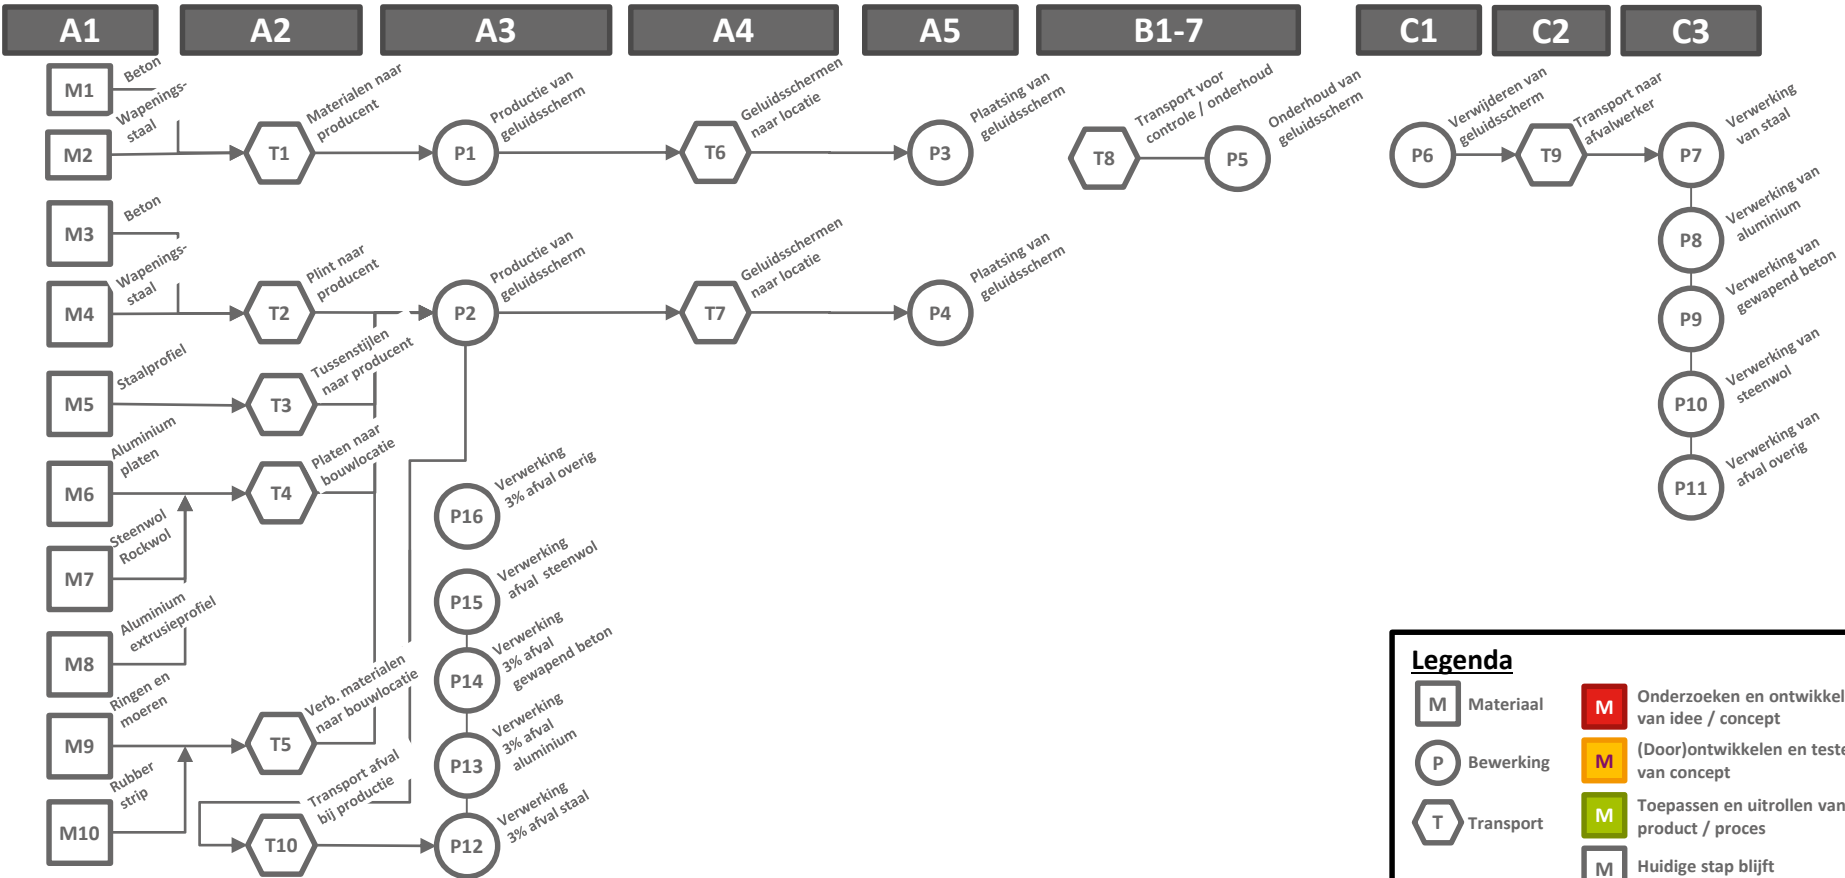 A1
A2
A3
A4
A5
B1-7
C1
C2
C3
M1
Beton
M2
Wapenings-
staal
T1
Materialen naar
producent
P1
Productie van
geluidsscherm
T6
Geluidsschermen
naar locatie
P3
Plaatsing van
geluidsscherm
T8
Transport voor
controle / onderhoud
P5
Onderhoud van
geluidsscherm
P6
Verwijderen van
geluidsscherm
T9
Transport naar
afvalwerker
P7
Verwerking
van staal
M3
Beton
M4
Wapenings-
staal
T2
Plint naar
producent
P2
Productie van
geluidsscherm
T7
Geluidsschermen
naar locatie
P4
Plaatsing van
geluidsscherm
P8
Verwerking van
aluminium
P9
Verwerking van
gewapend beton
M5
Staalprofiel
T3
Tussenstijlen
naar producent
P10
Verwerking van
steenwol
M6
Aluminium
platen
T4
Platen naar
bouwlocatie
P16
Verwerking
3% afval overig
P11
Verwerking van
afval overig
M7
Steenwol
Rockwol
P15
Verwerking
afval steenwol
M8
Aluminium
extrusieprofiel
P14
Verwerking
3% afval
gewapend beton
M9
Ringen en
moeren
T5
Verb. materialen
naar bouwlocatie
P13
Verwerking
3% afval
aluminium
M10
Rubber
strip
T10
Transport afval
bij productie
P12
Verwerking
3% afval staal
Legenda
M Materiaal
P Bewerking
T Transport
M Onderzoeken en ontwikkel
van idee / concept
M (Door)ontwikkelen en teste
van concept
M Toepassen en uitrollen van
product / proces
M Huidige stap blijft